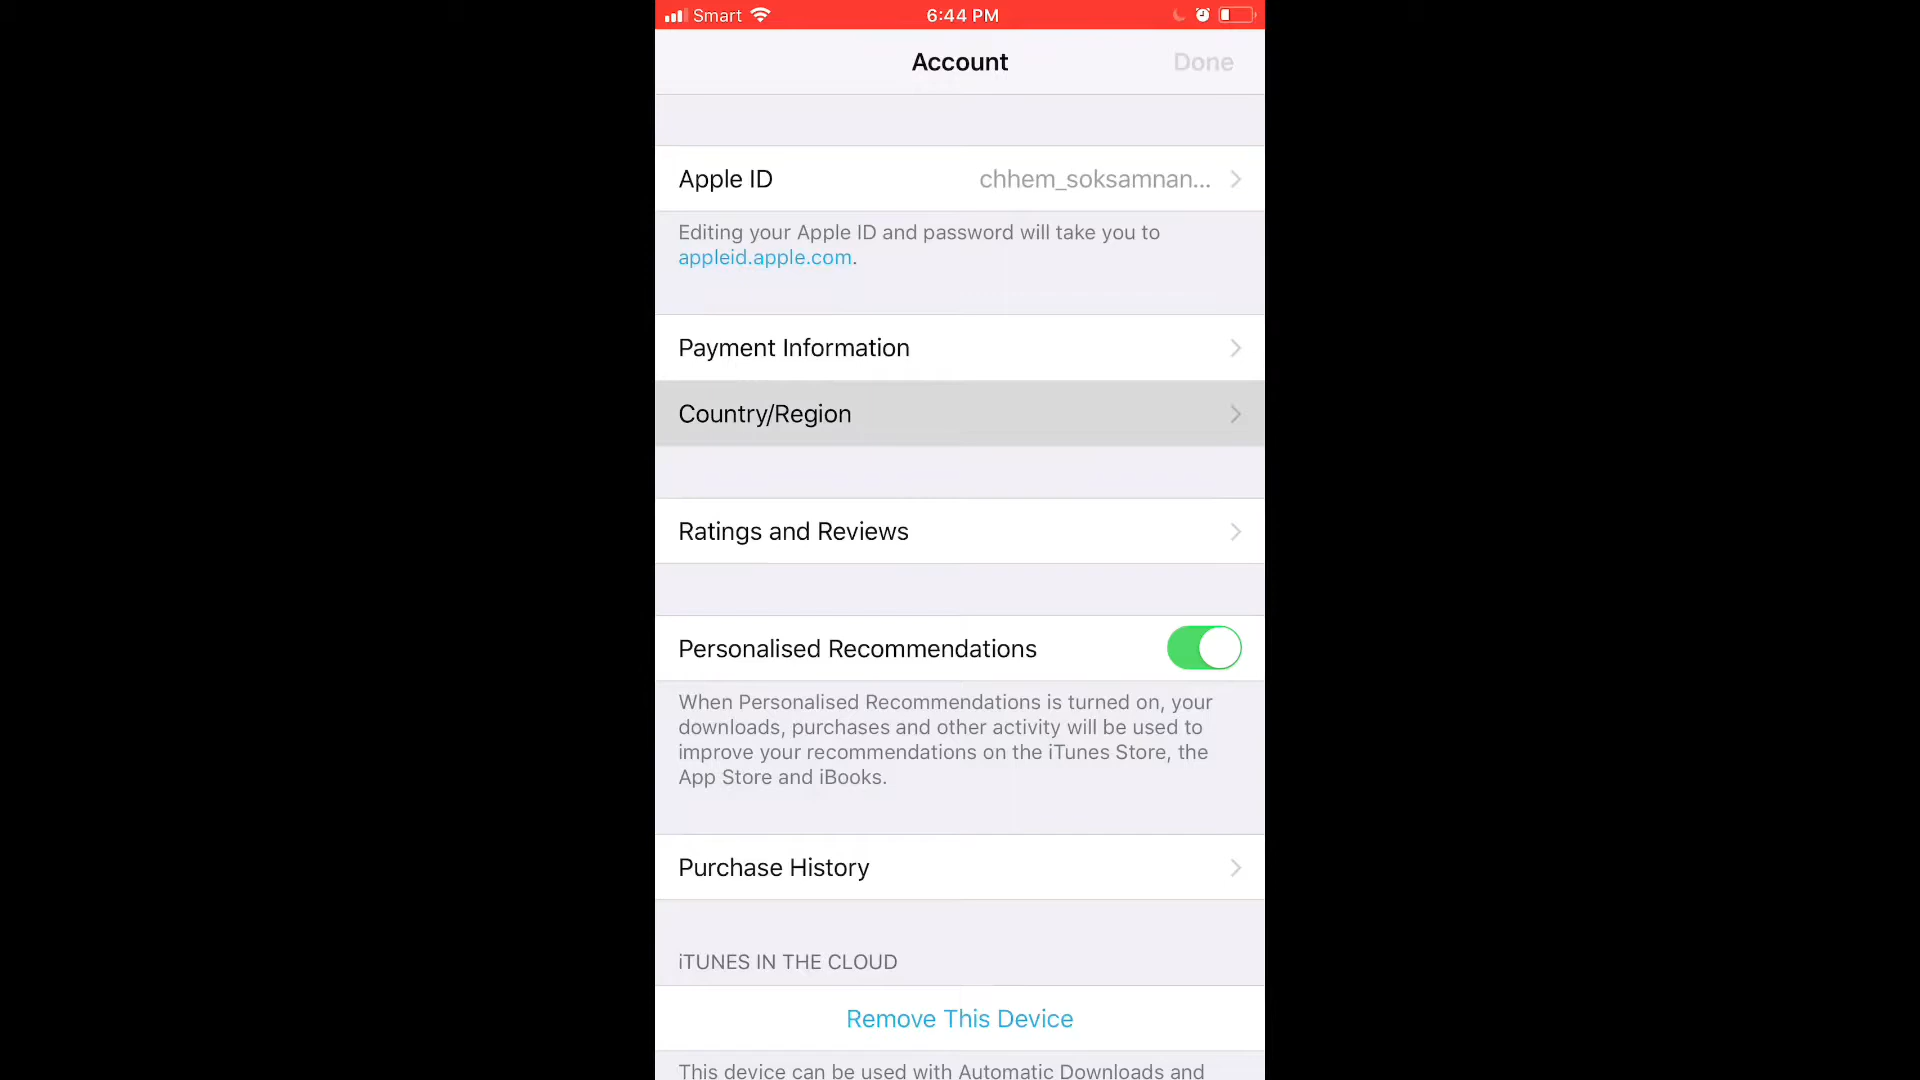 Smart
6:44 PM
Account
Done
Apple ID
chhem_soksamnan...
Editing your Apple ID and password will take you to
appleid.apple.com.
Payment Information
Country/Region
Ratings and Reviews
Personalised Recommendations
When Personalised Recommendations is turned on, your
downloads, purchases and other activity will be used to
improve your recommendations on the iTunes Store, the
App Store and iBooks.
Purchase History
iTUNES IN THE CLOUD
Remove This Device
This device can be used with Automatic Downloads and